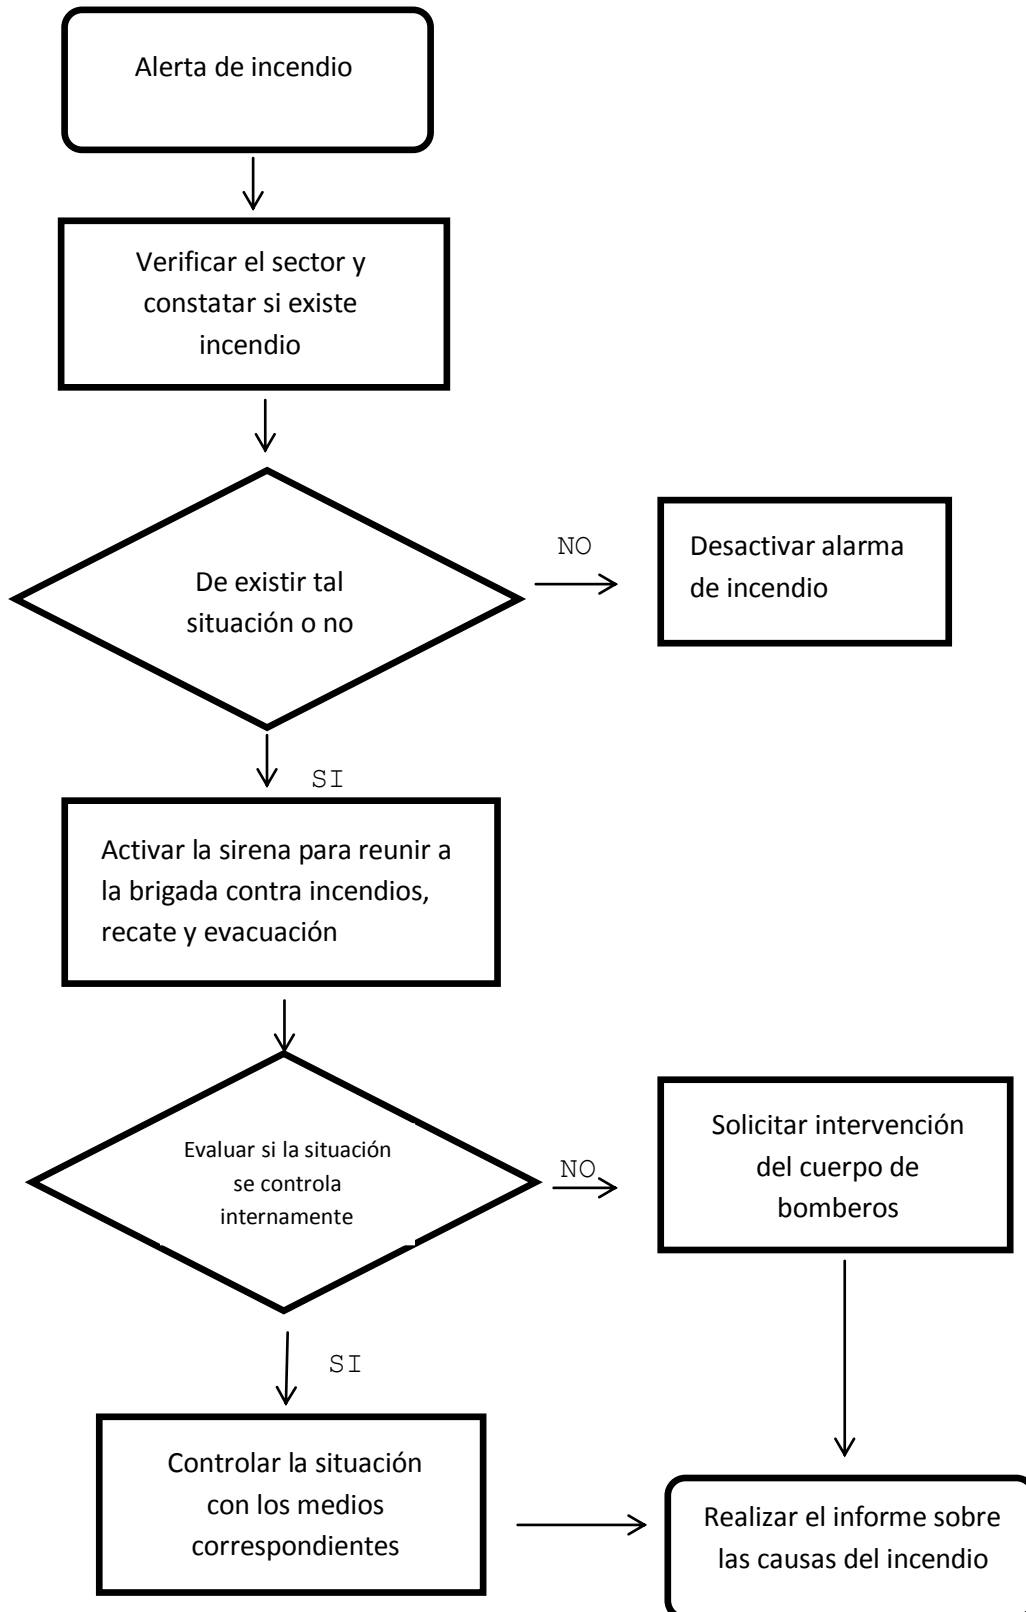 Alerta de incendio
Verificar el sector y
constatar si existe
incendio
De existir tal
situación o no
NO
Desactivar alarma
de incendio
SI
Activar la sirena para reunir a
la brigada contra incendios,
recate y evacuación
Evaluar si la situación
se controla
internamente
NO
Solicitar intervención
del cuerpo de
bomberos
SI
Controlar la situación
con los medios
correspondientes
Realizar el informe sobre
las causas del incendio